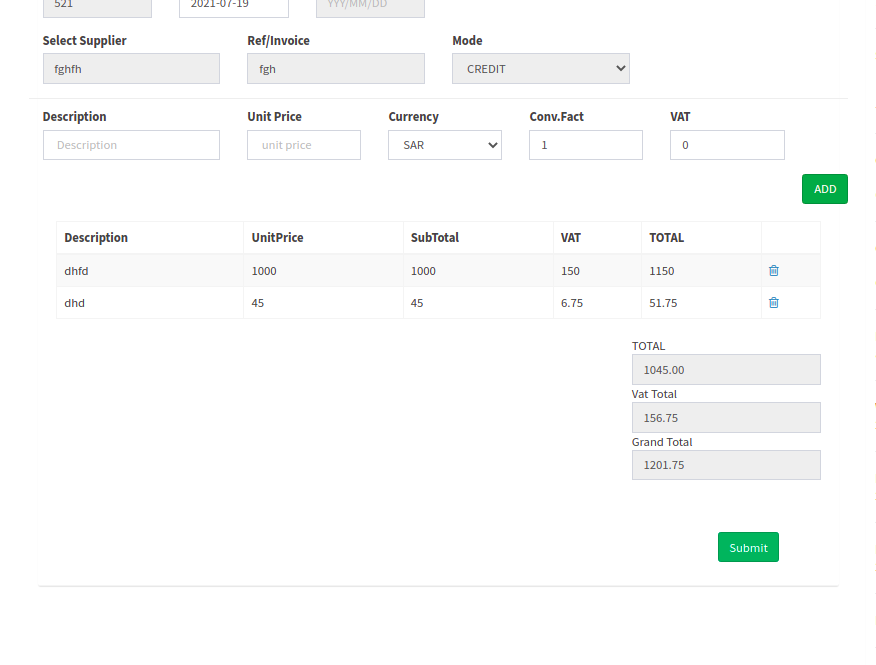 521 2021-07-19 YYY/MM/DD
Select Supplier Ref/Invoice Mode
fghfh fgh CREDIT
Description Unit Price Currency Conv.Fact VAT
Description unit price SAR 1 0
ADD
Description UnitPrice SubTotal VAT TOTAL
dhfd 1000 1000 150 1150
dhd 45 45 6.75 51.75
TOTAL
1045.00
Vat Total
156.75
Grand Total
1201.75
Submit